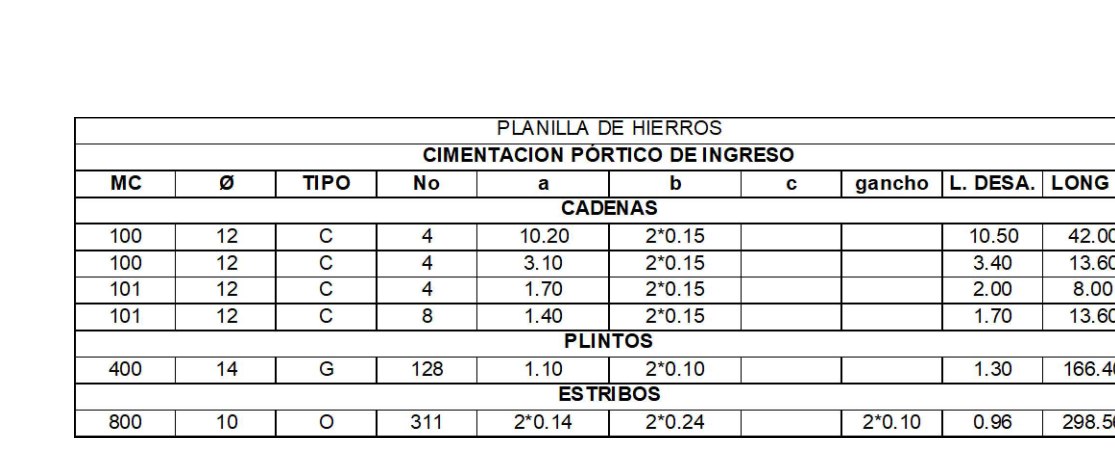 PLANILLA DE HIERROS
CIMENTACION PÓRTICO DE INGRESO
MC Ø TIPO No a b c gancho L. DESA. LONG
CADENAS
100 12 C 4 10.20 2*0.15 10.50 42.00
100 12 C 4 3.10 2*0.15 3.40 13.60
101 12 C 4 1.70 2*0.15 2.00 8.00
101 12 C 8 1.40 2*0.15 1.70 13.60
PLINTOS
400 14 G 128 1.10 2*0.10 1.30 166.40
ESTRIBOS
800 10 O 311 2*0.14 2*0.24 2*0.10 0.96 298.56